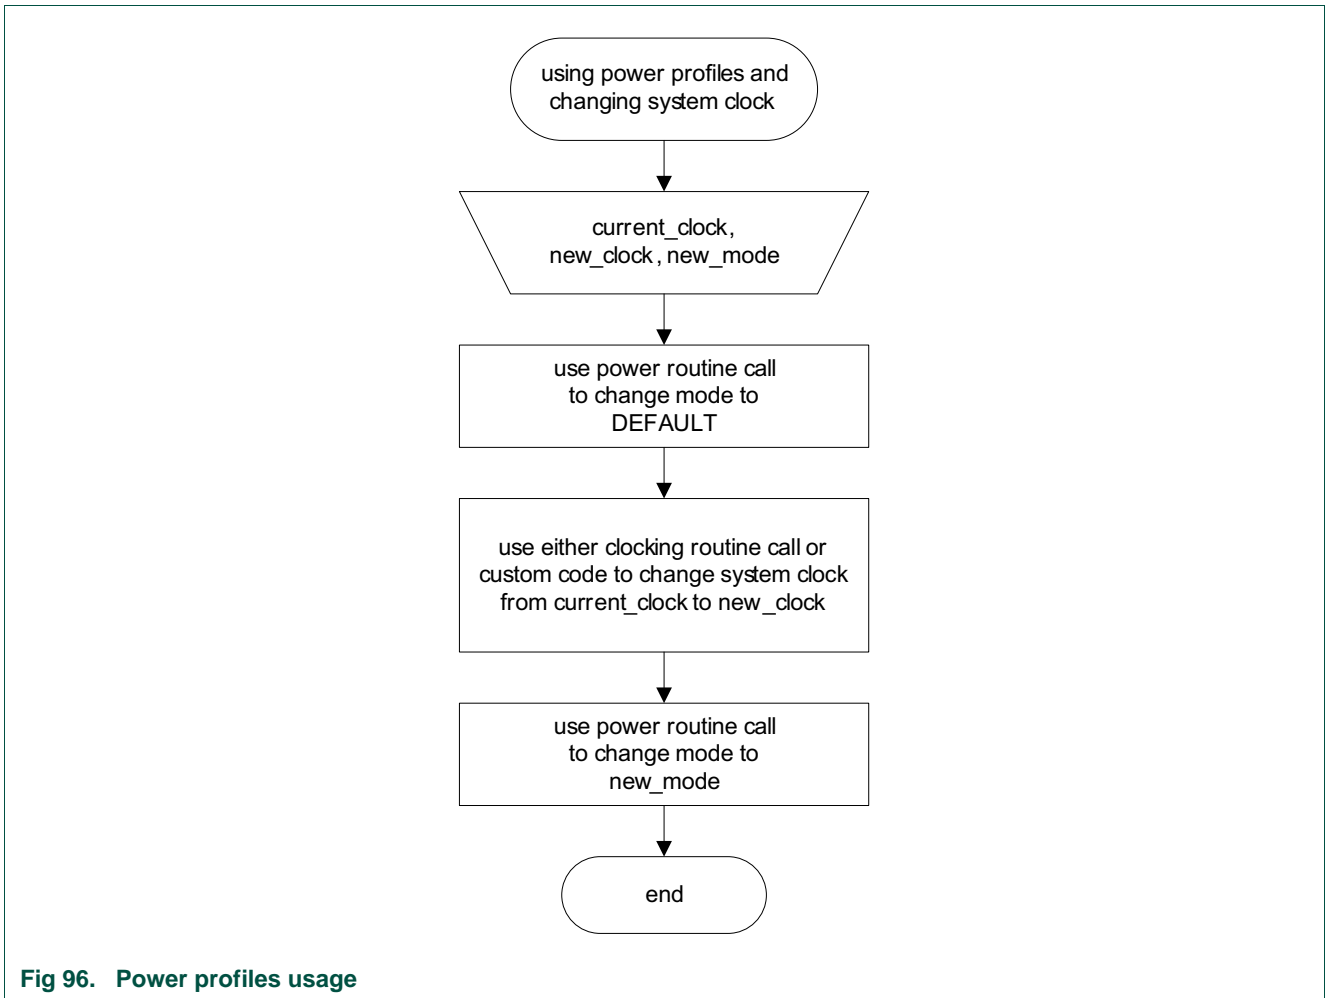 using power profiles and
changing system clock
current_clock,
new_clock, new_mode
use power routine call
to change mode to
DEFAULT
use either clocking routine call or
custom code to change system clock
from current_clock to new_clock
use power routine call
to change mode to
new_mode
end
Fig 96. Power profiles usage